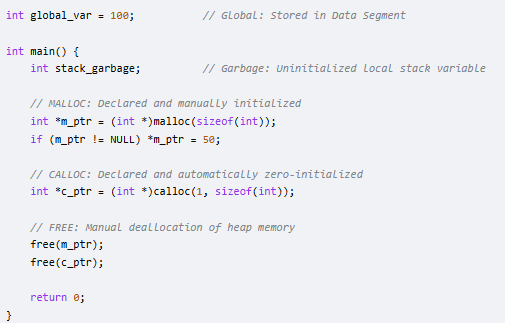 int global_var = 100;          // Global: Stored in Data Segment

int main() {
    int stack_garbage;         // Garbage: Uninitialized local stack variable

    // MALLOC: Declared and manually initialized
    int *m_ptr = (int *)malloc(sizeof(int));
    if (m_ptr != NULL) *m_ptr = 50;

    // CALLOC: Declared and automatically zero-initialized
    int *c_ptr = (int *)calloc(1, sizeof(int));

    // FREE: Manual deallocation of heap memory
    free(m_ptr);
    free(c_ptr);

    return 0;
}